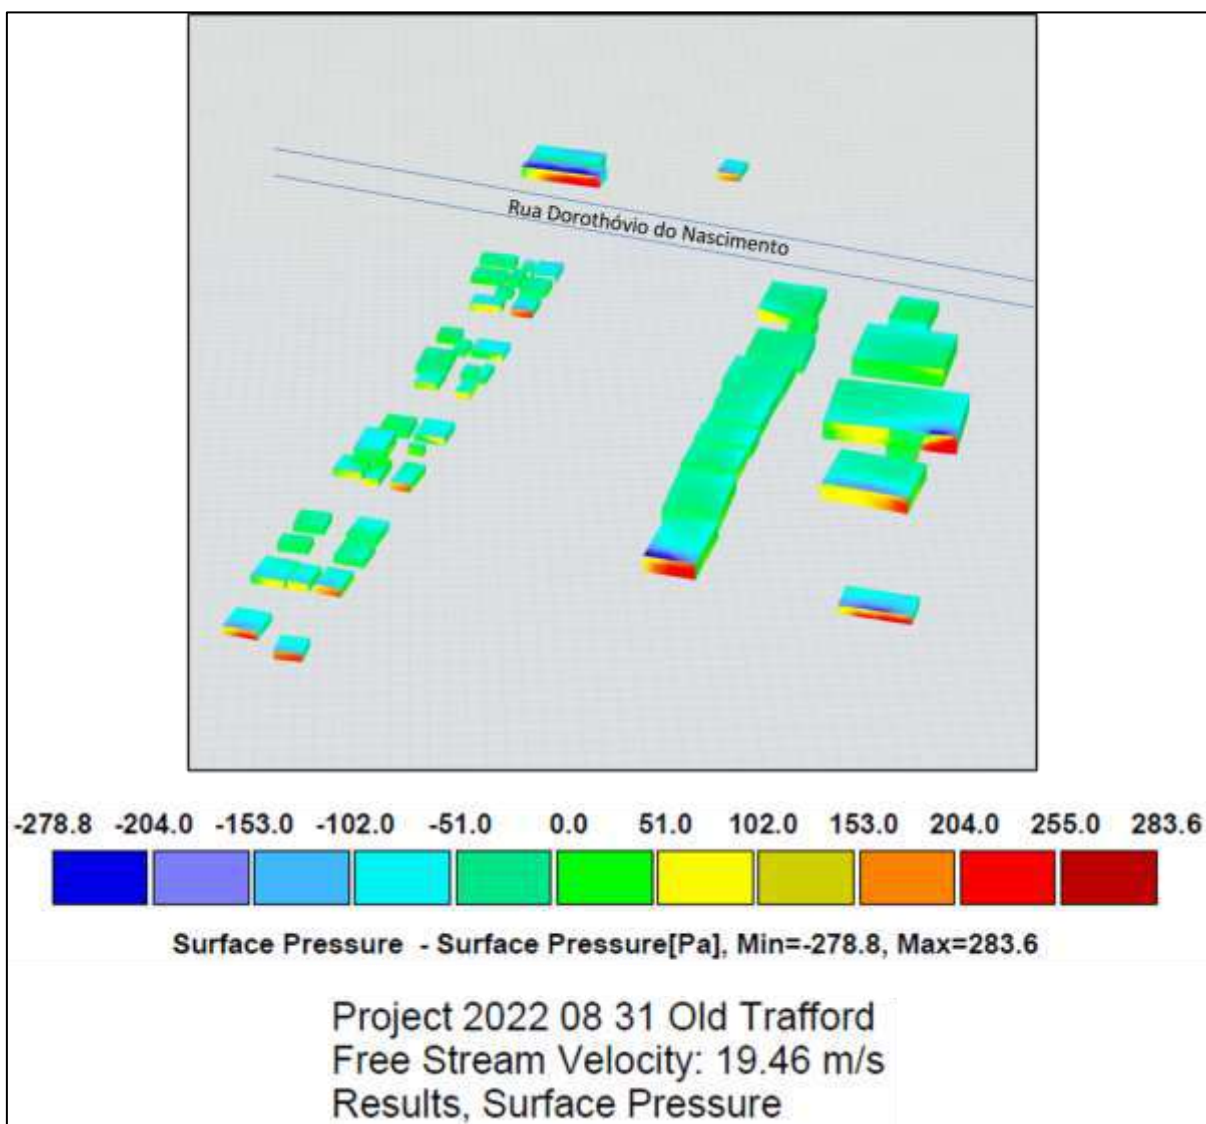 Rua Dorothóvio do Nascimento
-278.8 -204.0 -153.0 -102.0 -51.0 0.0 51.0 102.0 153.0 204.0 255.0 283.6
Surface Pressure - Surface Pressure[Pa], Min=-278.8, Max=283.6
Project 2022 08 31 Old Trafford
Free Stream Velocity: 19.46 m/s
Results, Surface Pressure